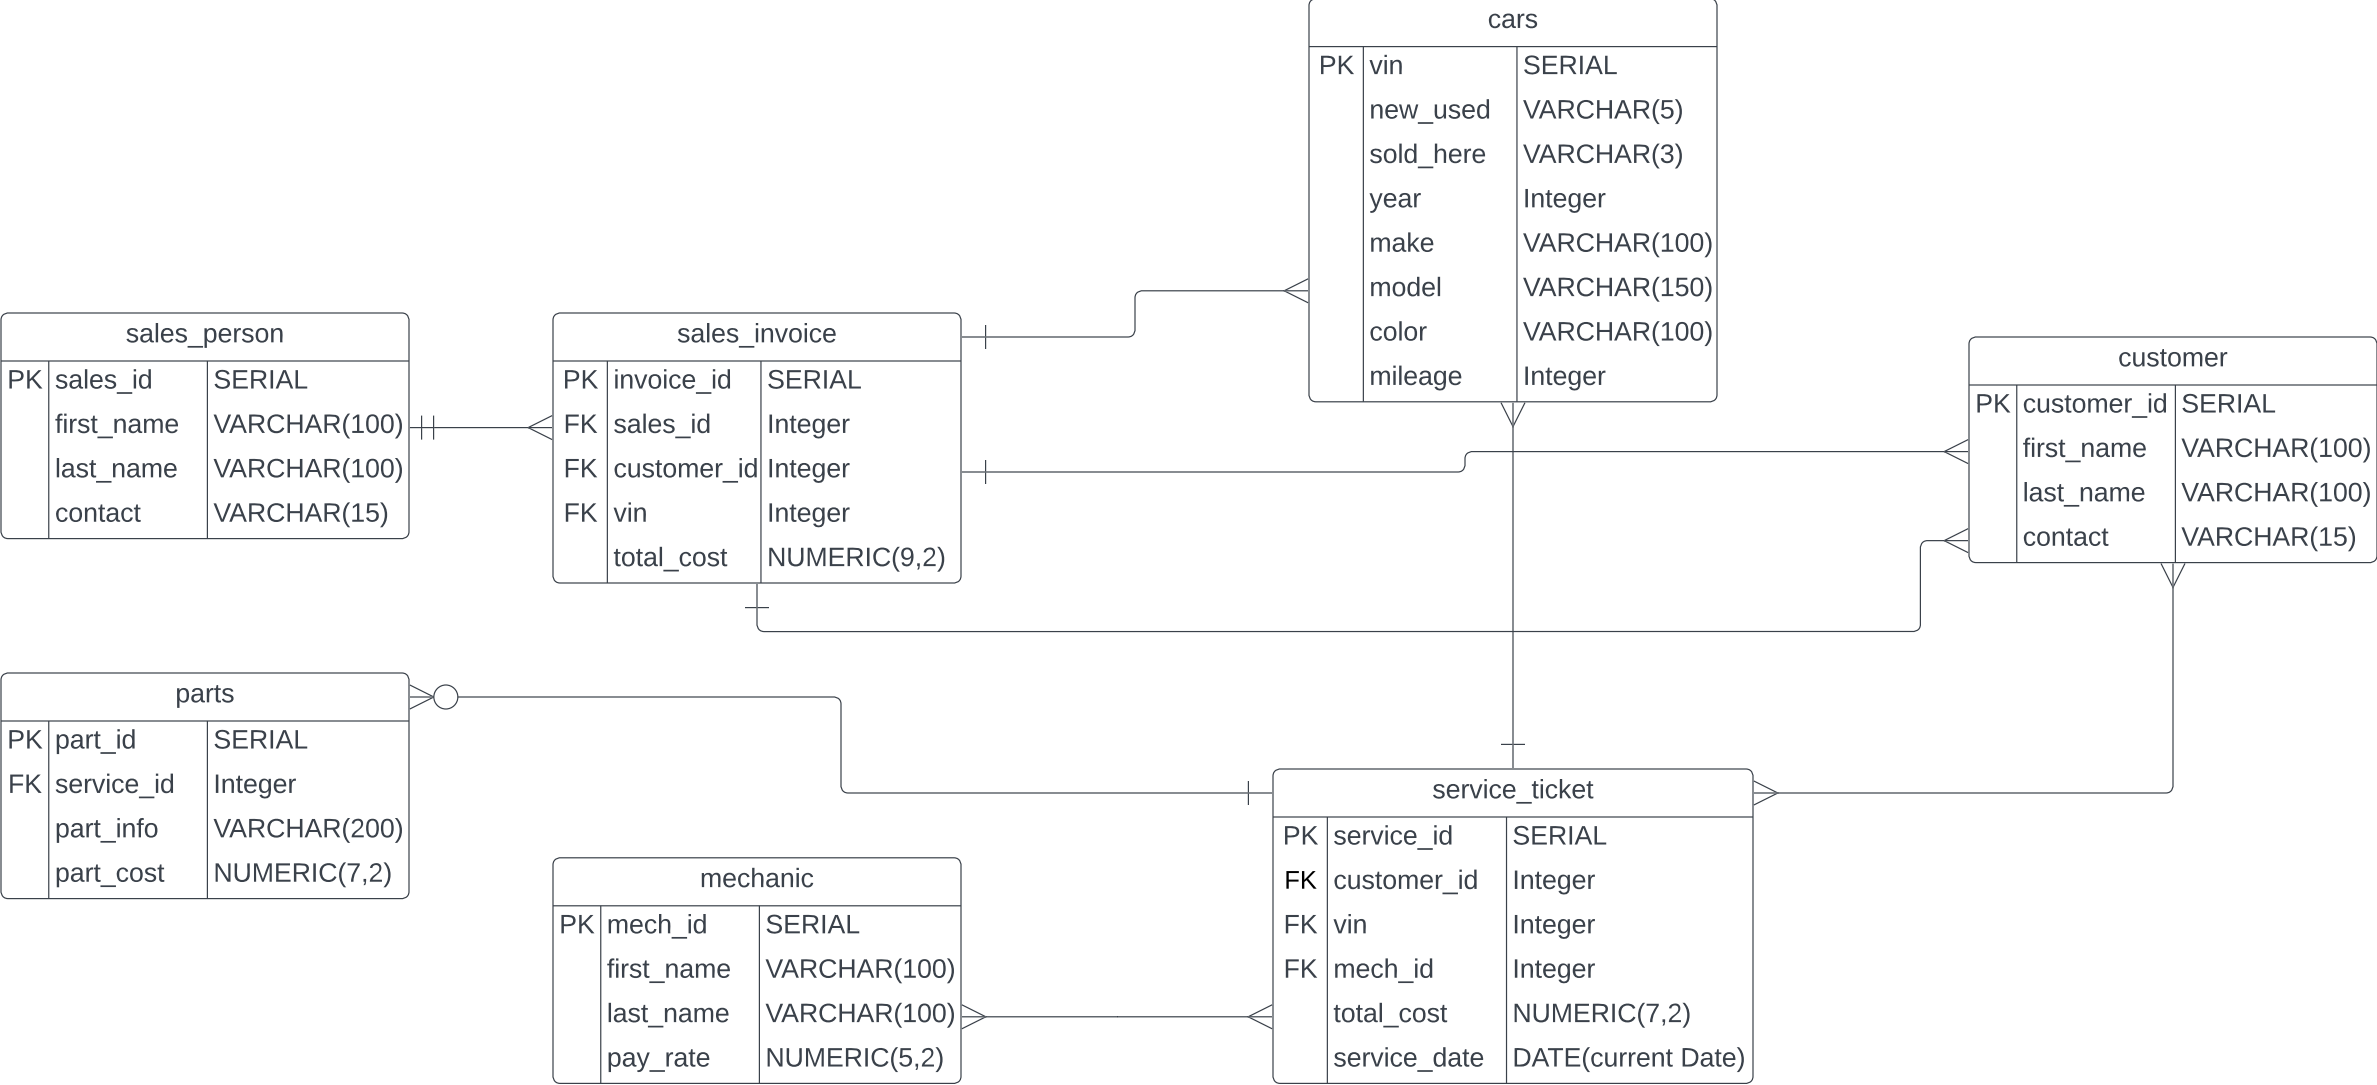 cars
PK vin SERIAL
new_used VARCHAR(5)
sold_here VARCHAR(3)
year Integer
make VARCHAR(100)
model VARCHAR(150)
color VARCHAR(100)
mileage Integer
sales_person
PK sales_id SERIAL
first_name VARCHAR(100)
last_name VARCHAR(100)
contact VARCHAR(15)
sales_invoice
PK invoice_id SERIAL
FK sales_id Integer
FK customer_id Integer
FK vin Integer
total_cost NUMERIC(9,2)
customer
PK customer_id SERIAL
first_name VARCHAR(100)
last_name VARCHAR(100)
contact VARCHAR(15)
parts
PK part_id SERIAL
FK service_id Integer
part_info VARCHAR(200)
part_cost NUMERIC(7,2)
mechanic
PK mech_id SERIAL
first_name VARCHAR(100)
last_name VARCHAR(100)
pay_rate NUMERIC(5,2)
service_ticket
PK service_id SERIAL
FK customer_id Integer
FK vin Integer
FK mech_id Integer
total_cost NUMERIC(7,2)
service_date DATE(current Date)